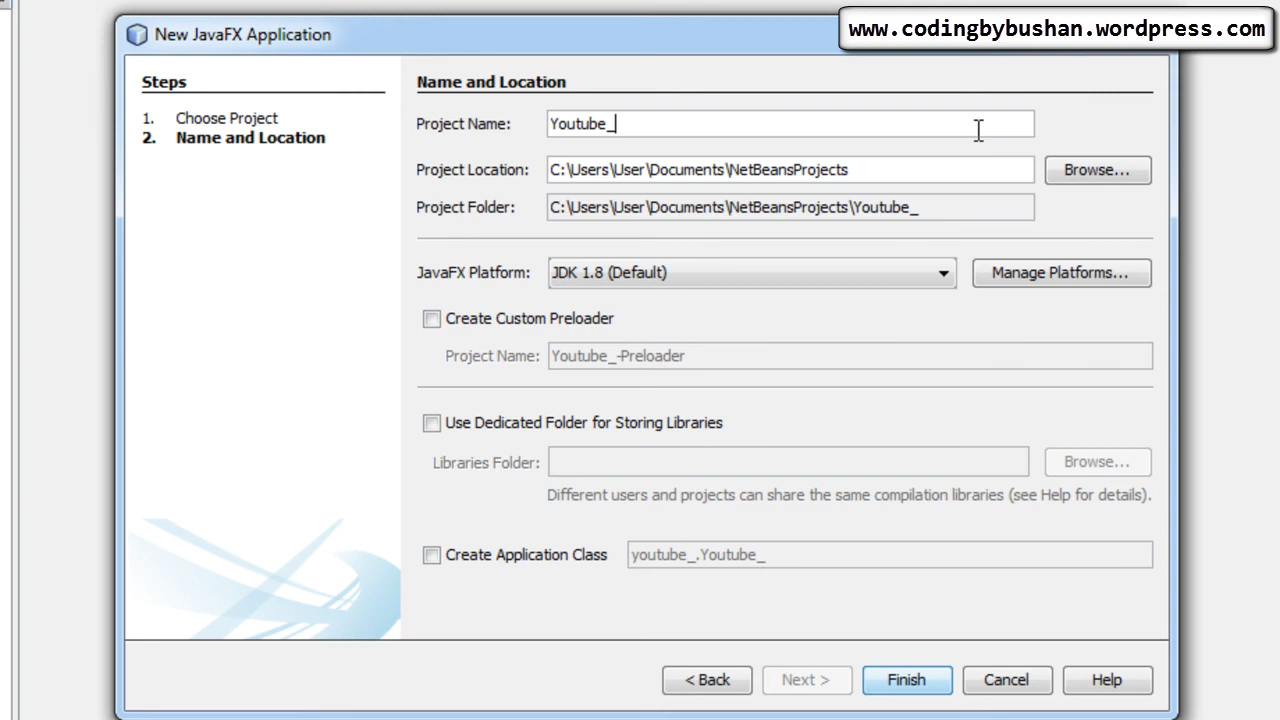 New JavaFX Application
www.codingbybushan.wordpress.com
Steps
1. Choose Project
2. Name and Location
Name and Location
Project Name: Youtube_
Project Location: C:\Users\User\Documents\NetBeansProjects Browse...
Project Folder: C:\Users\User\Documents\NetBeansProjects\Youtube_
JavaFX Platform: JDK 1.8 (Default) Manage Platforms...
Create Custom Preloader
Project Name: Youtube_-Preloader
Use Dedicated Folder for Storing Libraries
Libraries Folder: Browse...
Different users and projects can share the same compilation libraries (see Help for details).
Create Application Class youtube_.Youtube_
< Back Next > Finish Cancel Help